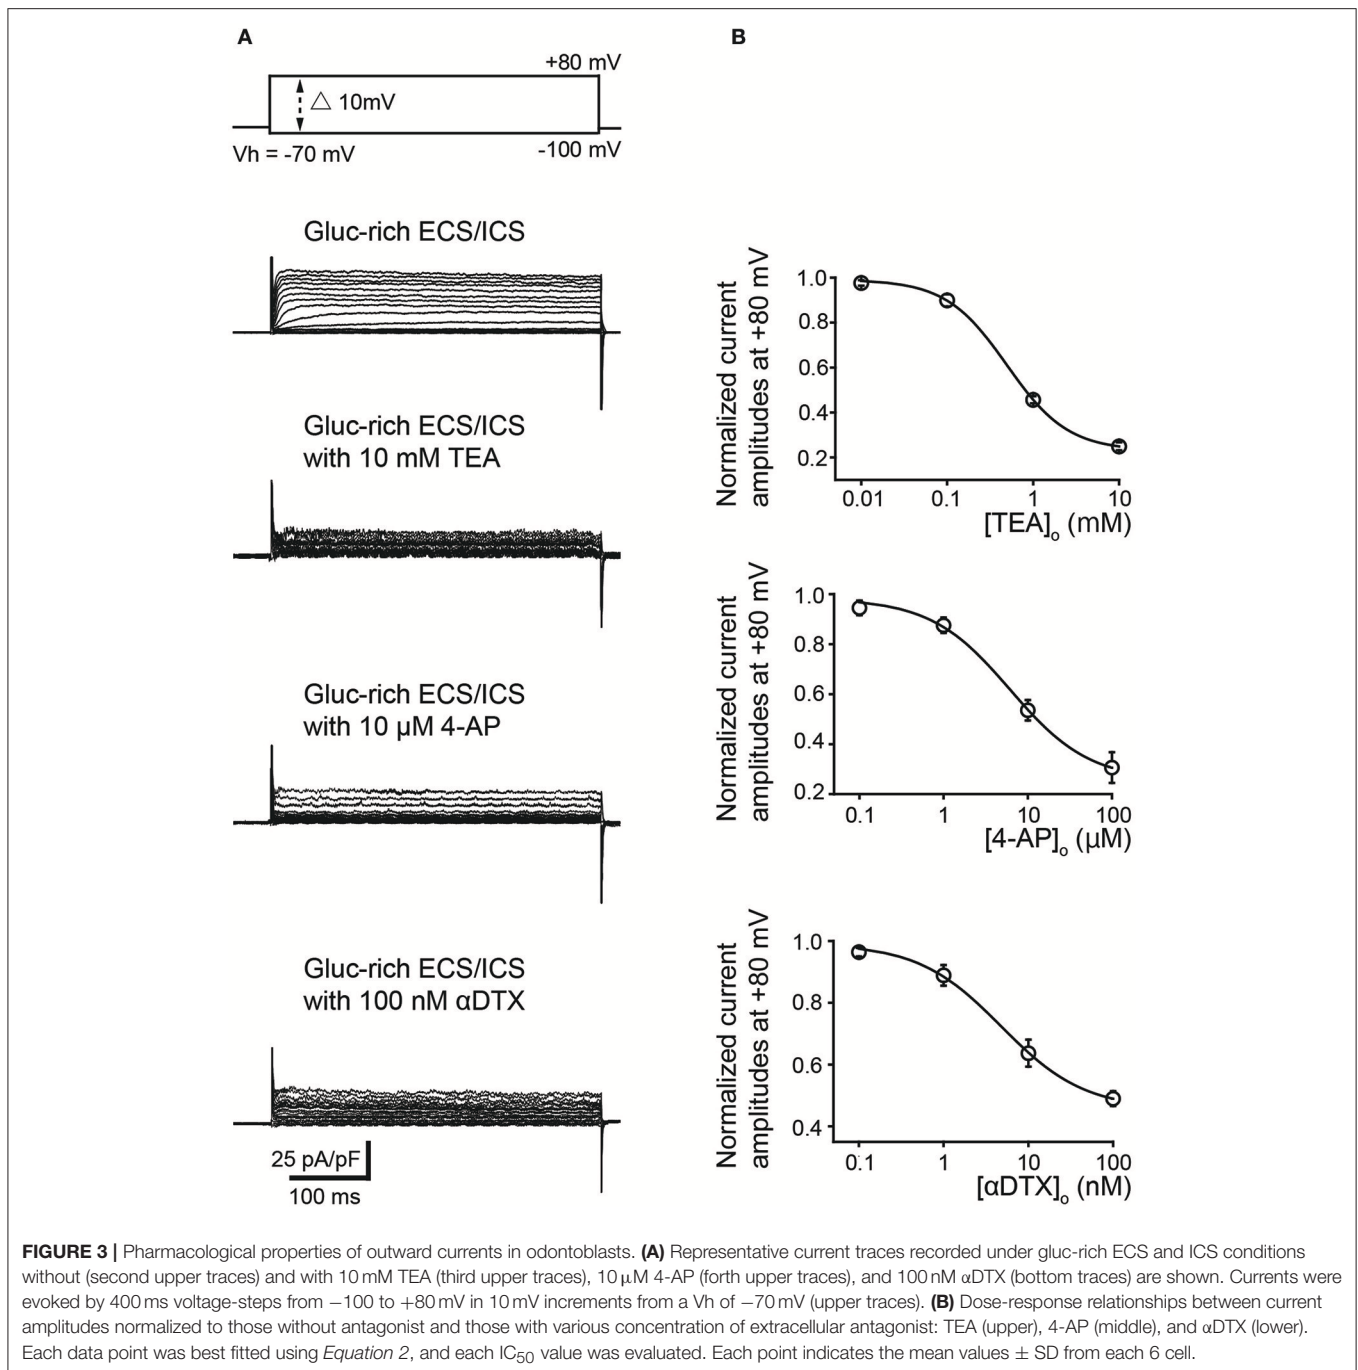 A
+80 mV
△ 10mV
Vh = -70 mV
-100 mV
Gluc-rich ECS/ICS
Gluc-rich ECS/ICS
with 10 mM TEA
Gluc-rich ECS/ICS
with 10 µM 4-AP
Gluc-rich ECS/ICS
with 100 nM αDTX
25 pA/pF
100 ms
B
Normalized current
amplitudes at +80 mV
1.0
0.8
0.6
0.4
0.2
0.01 0.1 1 10
[TEA]o (mM)
Normalized current
amplitudes at +80 mV
1.0
0.8
0.6
0.4
0.2
0.1 1 10 100
[4-AP]o (µM)
Normalized current
amplitudes at +80 mV
1.0
0.8
0.6
0.4
0.1 1 10 100
[αDTX]o (nM)
FIGURE 3 | Pharmacological properties of outward currents in odontoblasts. (A) Representative current traces recorded under gluc-rich ECS and ICS conditions
without (second upper traces) and with 10 mM TEA (third upper traces), 10 µM 4-AP (forth upper traces), and 100 nM αDTX (bottom traces) are shown. Currents were
evoked by 400 ms voltage-steps from −100 to +80 mV in 10 mV increments from a Vh of −70 mV (upper traces). (B) Dose-response relationships between current
amplitudes normalized to those without antagonist and those with various concentration of extracellular antagonist: TEA (upper), 4-AP (middle), and αDTX (lower).
Each data point was best fitted using Equation 2, and each IC50 value was evaluated. Each point indicates the mean values ± SD from each 6 cell.